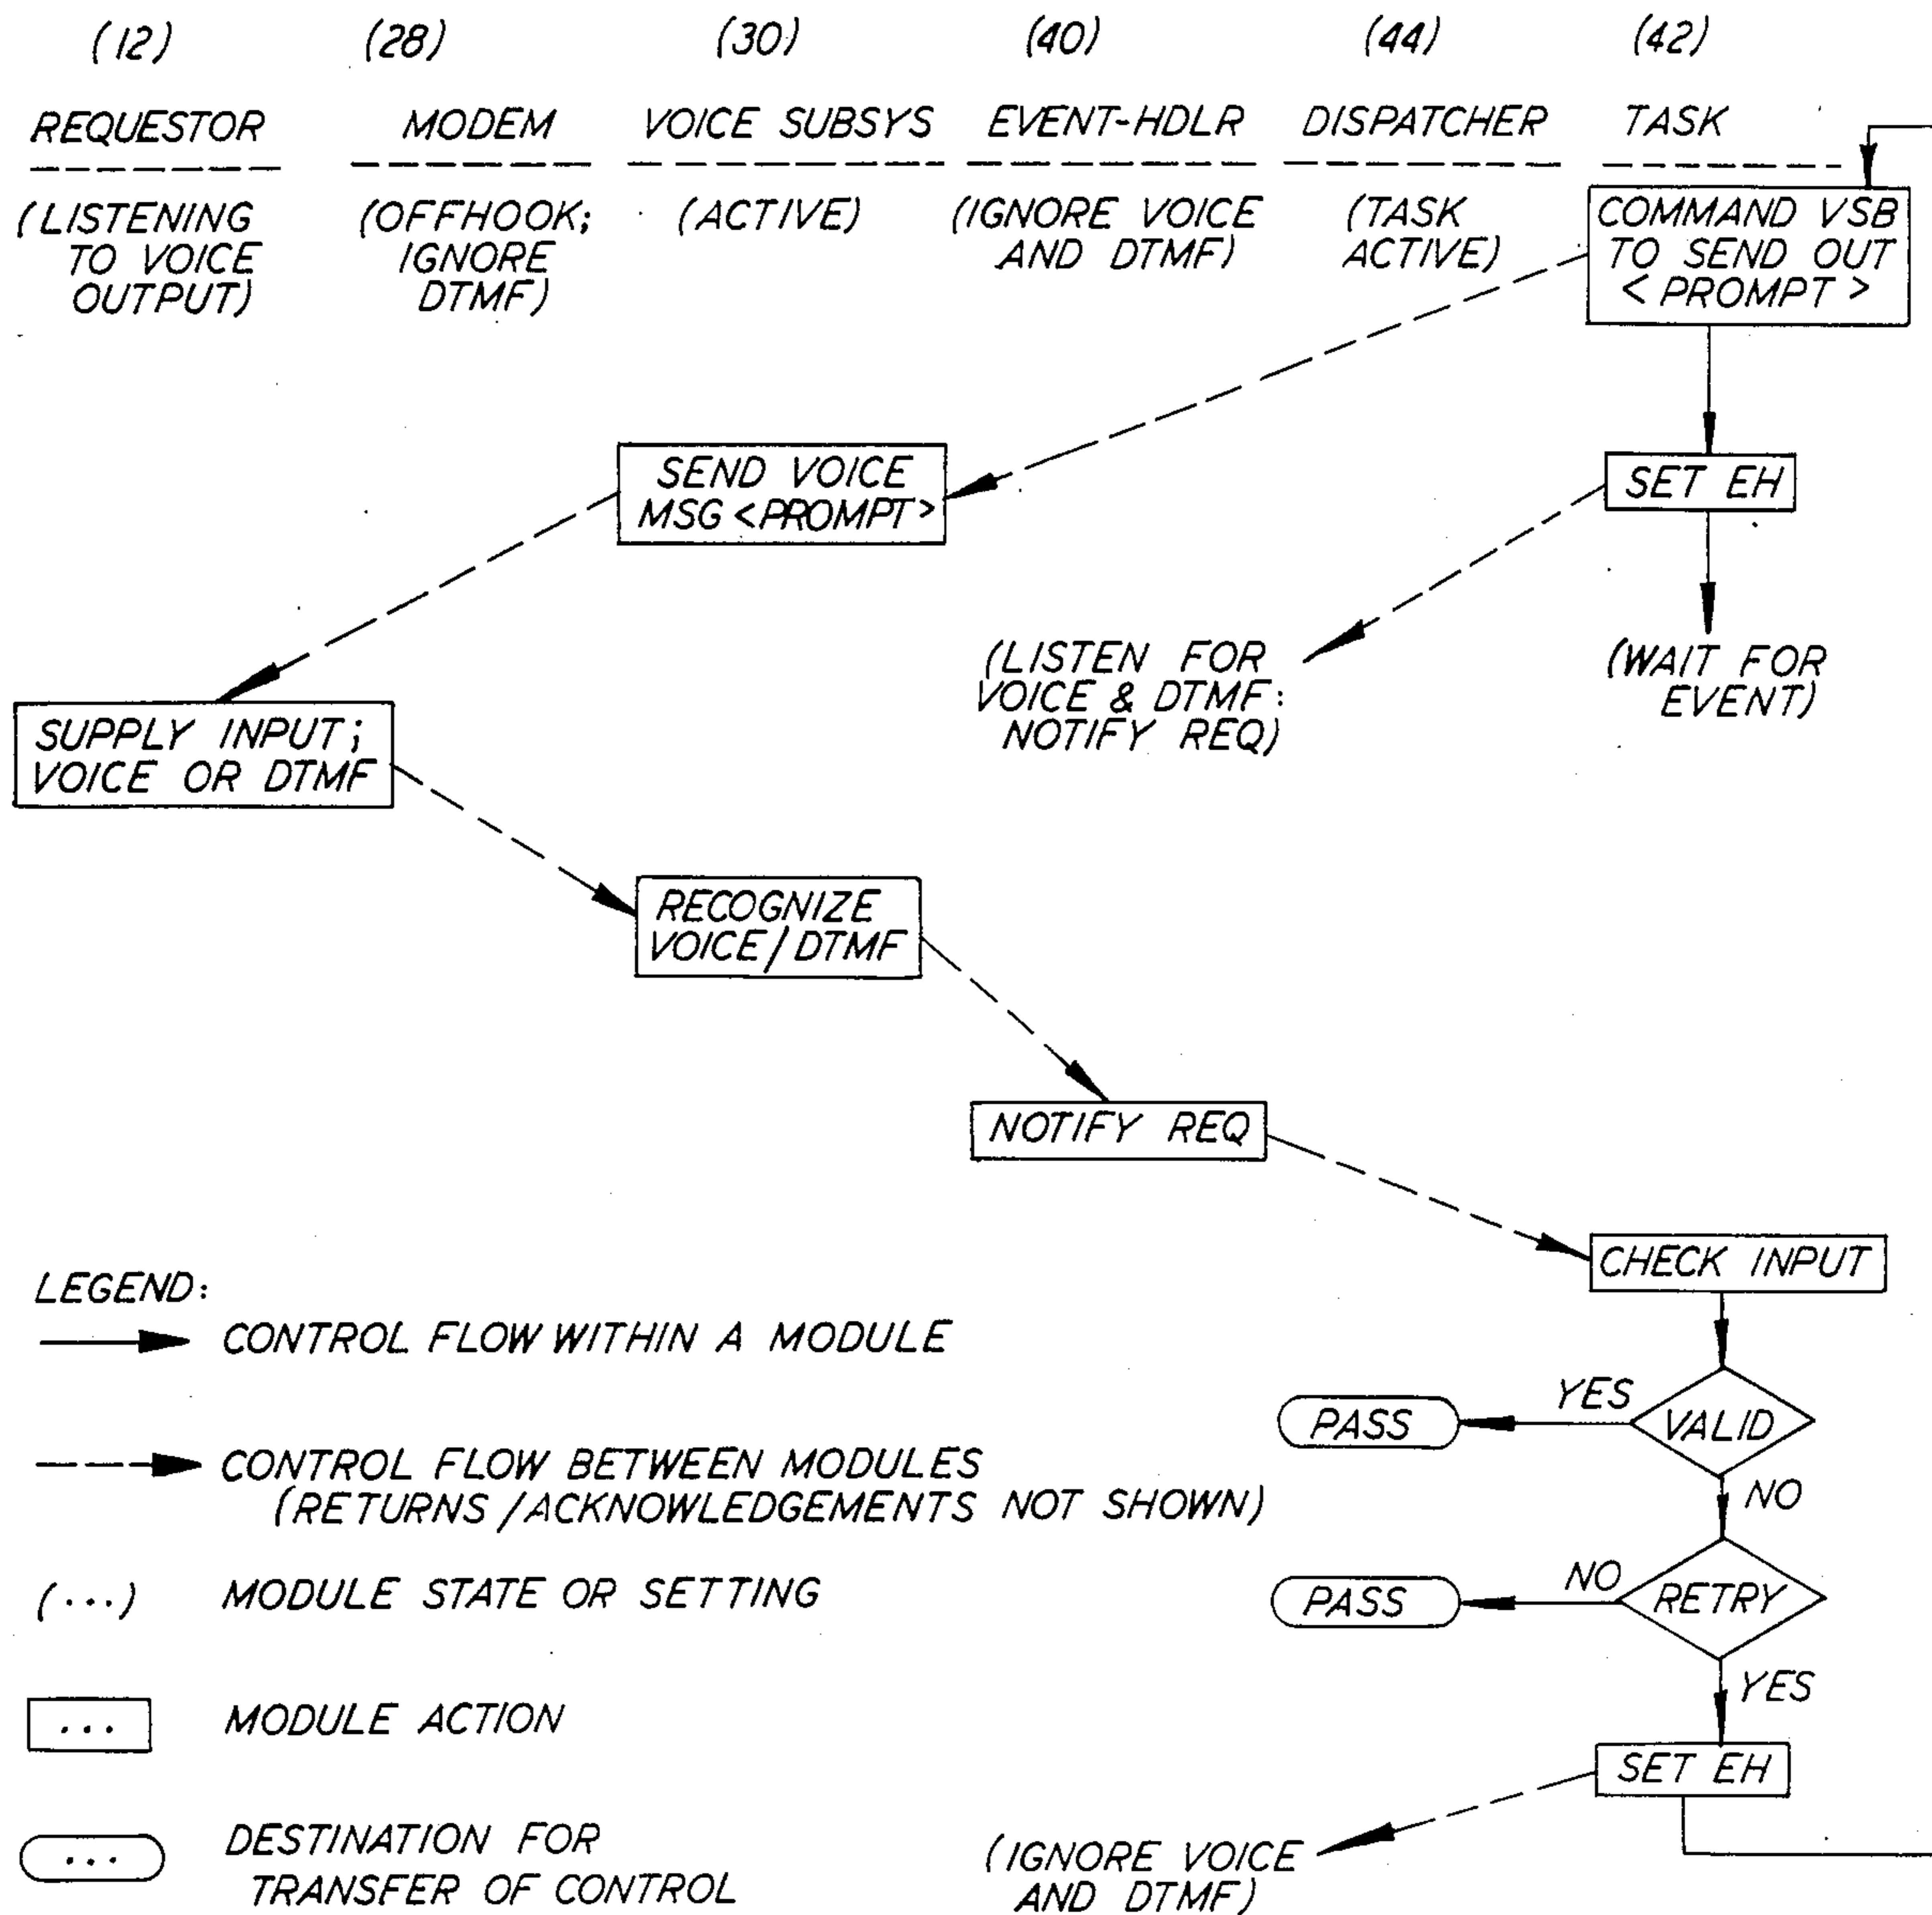 (12) (28) (30) (40) (44) (42)
REQUESTOR MODEM VOICE SUBSYS EVENT-HDLR DISPATCHER TASK
(LISTENING
TO VOICE
OUTPUT)
(OFFHOOK;
IGNORE
DTMF)
(ACTIVE)
(IGNORE VOICE
AND DTMF)
(TASK
ACTIVE)
COMMAND VSB
TO SEND OUT
<PROMPT>
SEND VOICE
MSG <PROMPT>
SET EH
(LISTEN FOR
VOICE & DTMF:
NOTIFY REQ)
(WAIT FOR
EVENT)
SUPPLY INPUT;
VOICE OR DTMF
RECOGNIZE
VOICE/DTMF
NOTIFY REQ
CHECK INPUT
YES
VALID
PASS
NO
NO
RETRY
PASS
YES
SET EH
(IGNORE VOICE
AND DTMF)
LEGEND:
CONTROL FLOW WITHIN A MODULE
CONTROL FLOW BETWEEN MODULES
(RETURNS/ACKNOWLEDGEMENTS NOT SHOWN)
(...) MODULE STATE OR SETTING
... MODULE ACTION
... DESTINATION FOR
TRANSFER OF CONTROL